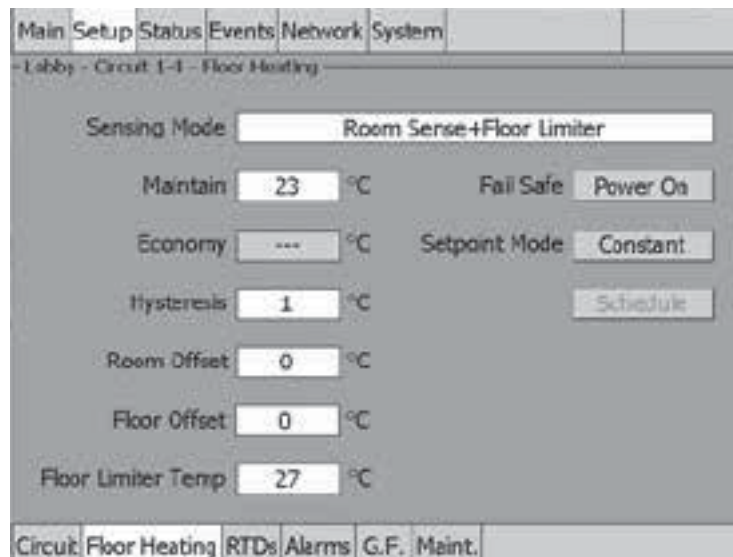 Main Setup Status Events Network System
Lobby - Circuit 1-1 - Floor Heating
Sensing Mode Room Sense+Floor Limiter
Maintain 23 °C Fail Safe Power On
Economy --- °C Setpoint Mode Constant
Hysteresis 1 °C Schedule
Room Offset 0 °C
Floor Offset 0 °C
Floor Limiter Temp 27 °C
Circuit Floor Heating RTDs Alarms G.F. Maint.